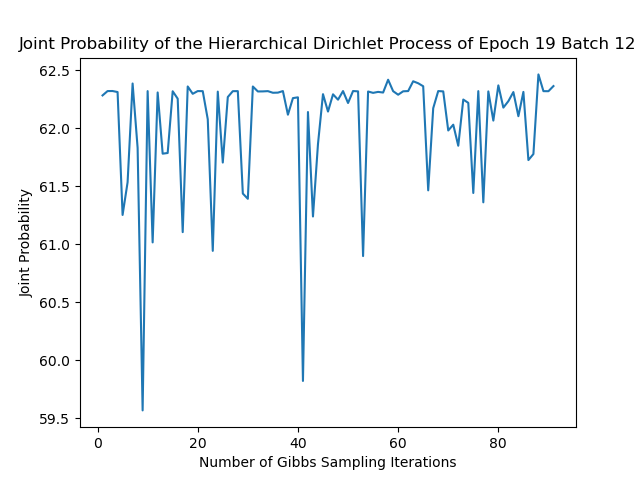 Joint Probability of the Hierarchical Dirichlet Process of Epoch 19 Batch 12
62.5
62.0
61.5
61.0
60.5
60.0
59.5
Joint Probability
0 20 40 60 80
Number of Gibbs Sampling Iterations